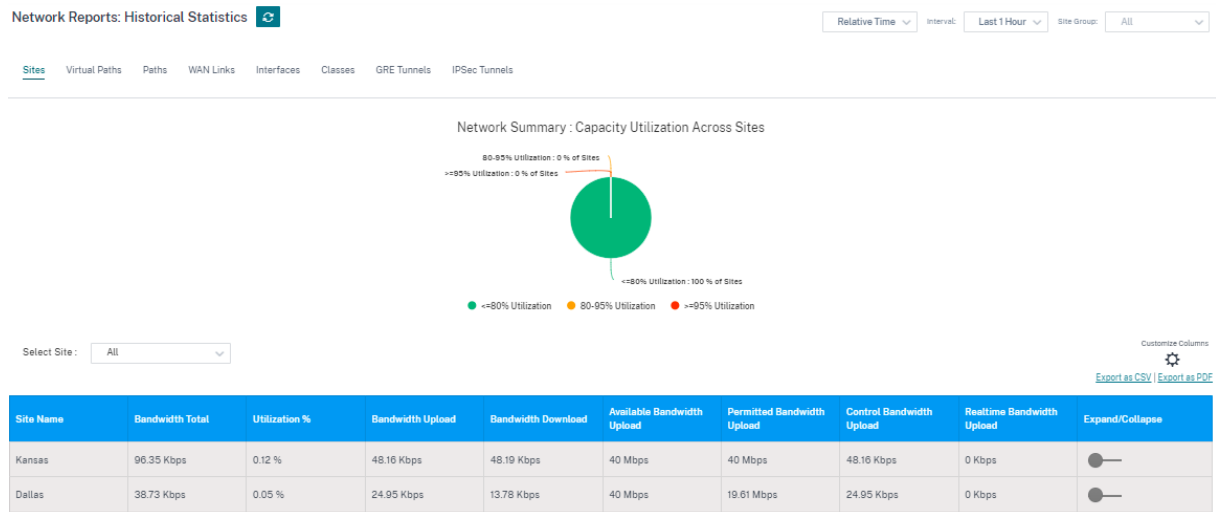 Network Reports: Historical Statistics
Relative Time Interval: Last 1 Hour Site Group: All
Sites Virtual Paths Paths WAN Links Interfaces Classes GRE Tunnels IPSec Tunnels
Network Summary : Capacity Utilization Across Sites
80-95% Utilization : 0 % of Sites
>=95% Utilization : 0 % of Sites
<=80% Utilization : 100 % of Sites
<=80% Utilization 80-95% Utilization >=95% Utilization
Select Site : All
Customize Columns
Export as CSV | Export as PDF
Site Name Bandwidth Total Utilization % Bandwidth Upload Bandwidth Download Available Bandwidth Upload Permitted Bandwidth Upload Control Bandwidth Upload Realtime Bandwidth Upload Expand/Collapse
Kansas 96.35 Kbps 0.12 % 48.16 Kbps 48.19 Kbps 40 Mbps 40 Mbps 48.16 Kbps 0 Kbps
Dallas 38.73 Kbps 0.05 % 24.95 Kbps 13.78 Kbps 40 Mbps 19.61 Mbps 24.95 Kbps 0 Kbps